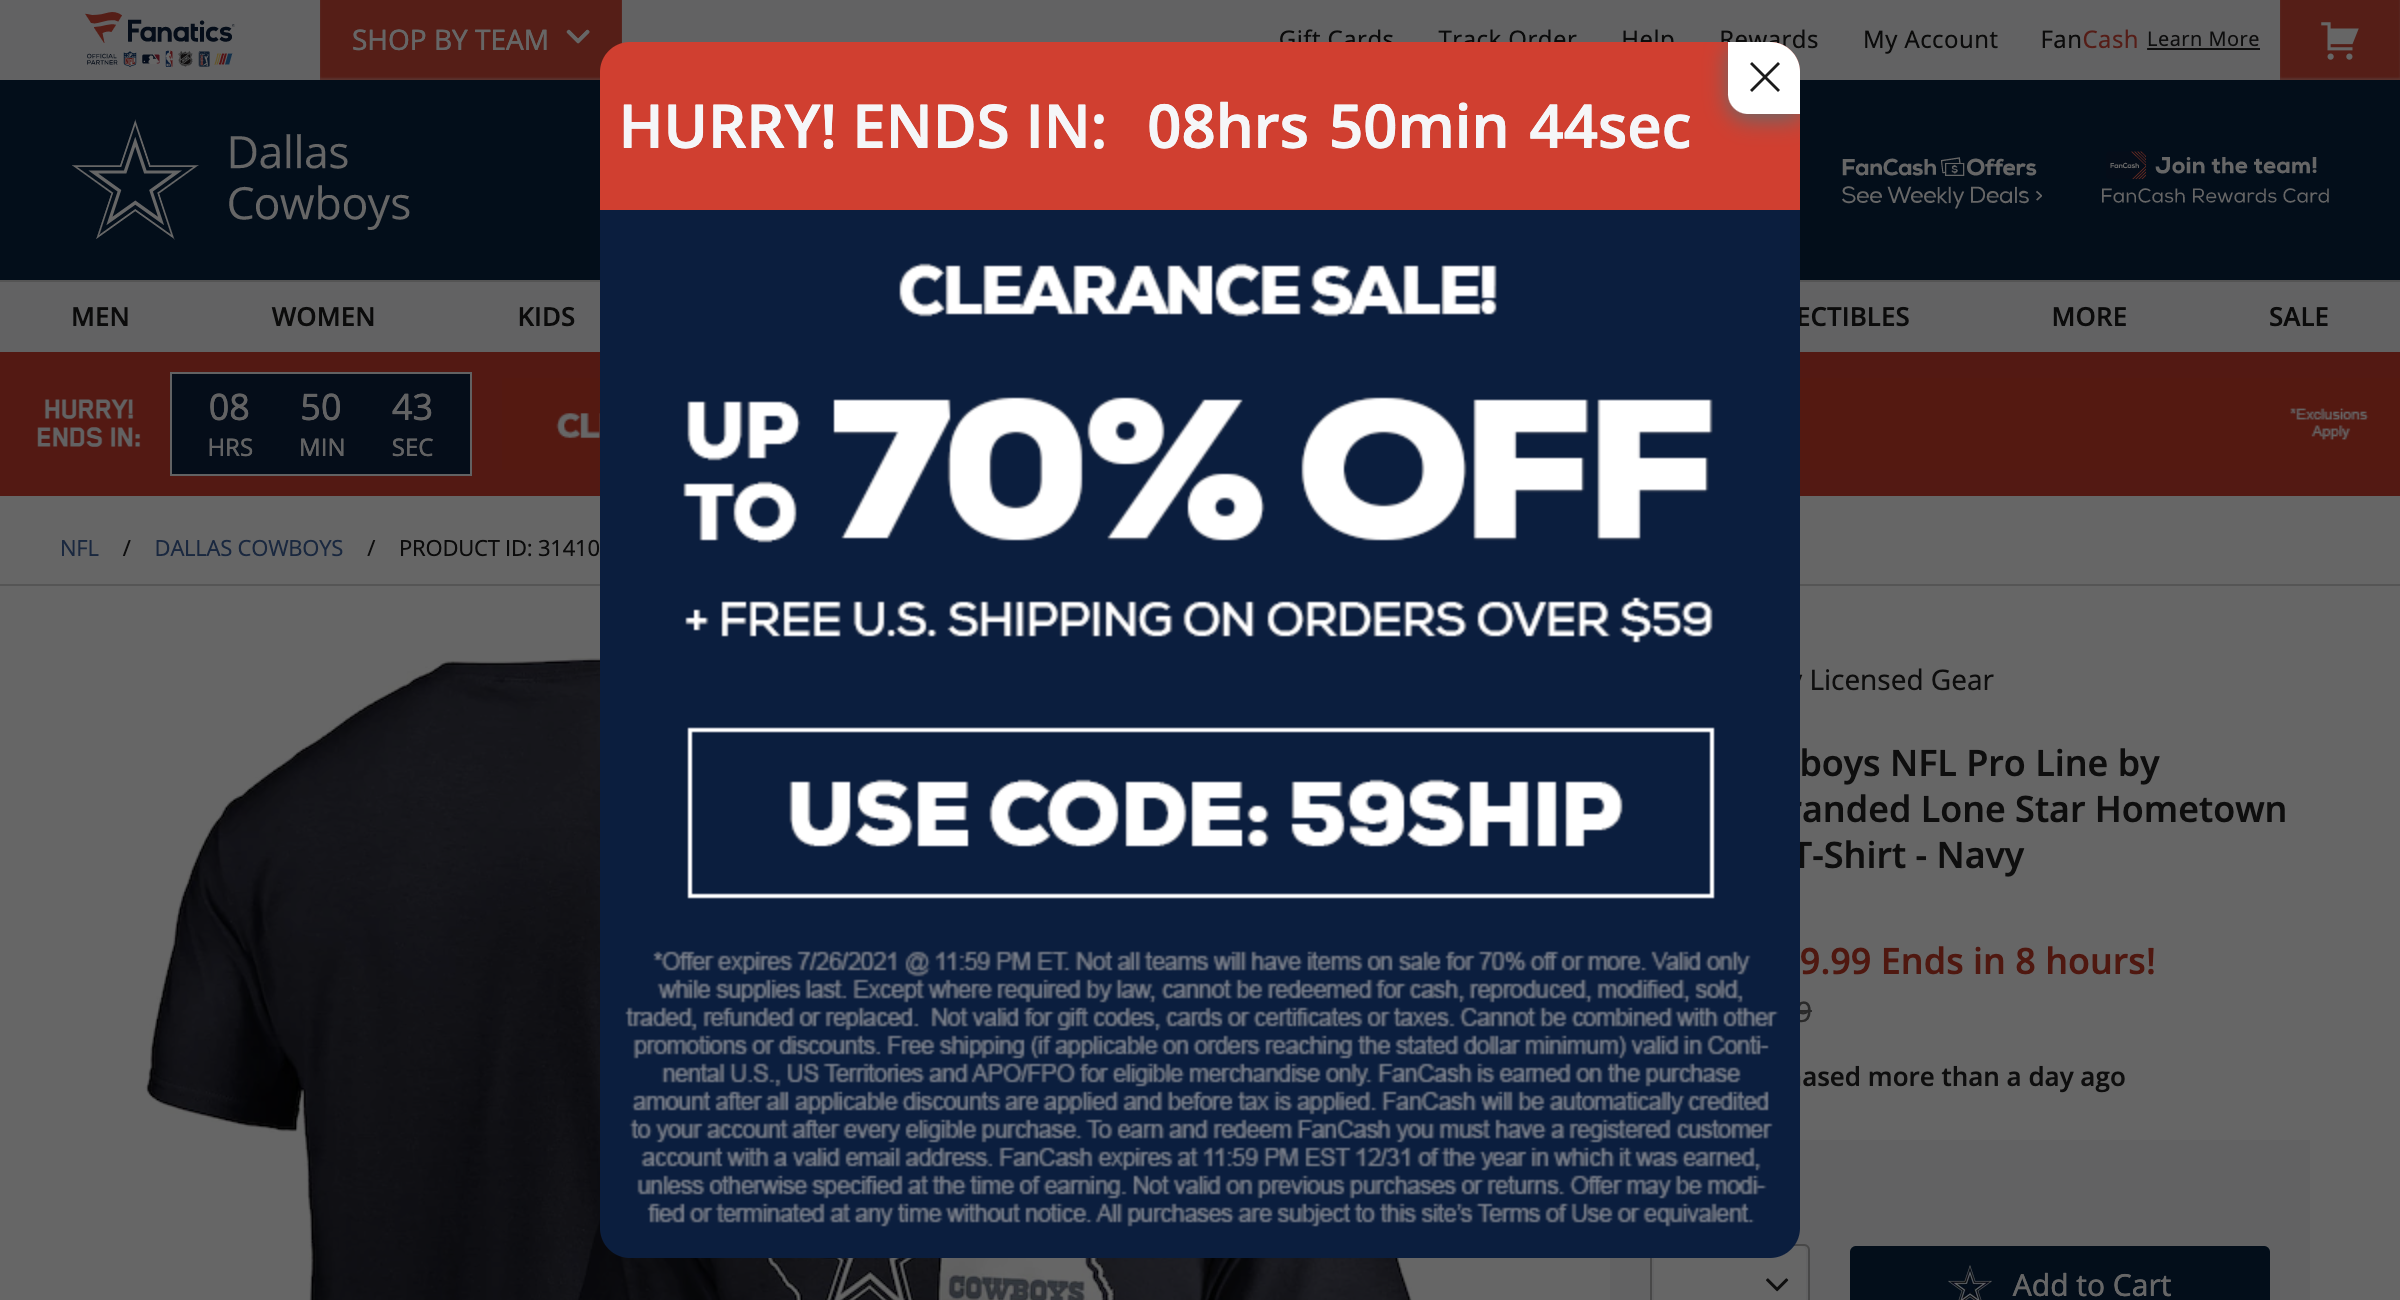 Fanatics
OFFICIAL PARTNER
SHOP BY TEAM
Gift Cards
Track Order
Help
Rewards
My Account
FanCash Learn More
Dallas
Cowboys
FanCash Offers
See Weekly Deals >
FanCash
Join the team!
FanCash Rewards Card
MEN
WOMEN
KIDS
ECTIBLES
MORE
SALE
HURRY!
ENDS IN:
08 50 43
HRS MIN SEC
CL
*Exclusions
Apply
NFL / DALLAS COWBOYS / PRODUCT ID: 31410
HURRY! ENDS IN: 08hrs 50min 44sec
CLEARANCE SALE!
UP TO 70% OFF
+ FREE U.S. SHIPPING ON ORDERS OVER $59
USE CODE: 59SHIP
*Offer expires 7/26/2021 @ 11:59 PM ET. Not all teams will have items on sale for 70% off or more. Valid only
while supplies last. Except where required by law, cannot be redeemed for cash, reproduced, modified, sold,
traded, refunded or replaced. Not valid for gift codes, cards or certificates or taxes. Cannot be combined with other
promotions or discounts. Free shipping (if applicable on orders reaching the stated dollar minimum) valid in Conti-
nental U.S., US Territories and APO/FPO for eligible merchandise only. FanCash is earned on the purchase
amount after all applicable discounts are applied and before tax is applied. FanCash will be automatically credited
to your account after every eligible purchase. To earn and redeem FanCash you must have a registered customer
account with a valid email address. FanCash expires at 11:59 PM EST 12/31 of the year in which it was earned,
unless otherwise specified at the time of earning. Not valid on previous purchases or returns. Offer may be modi-
fied or terminated at any time without notice. All purchases are subject to this site's Terms of Use or equivalent.
Licensed Gear
boys NFL Pro Line by
randed Lone Star Hometown
T-Shirt - Navy
9.99 Ends in 8 hours!
9
ased more than a day ago
COWBOYS
Add to Cart